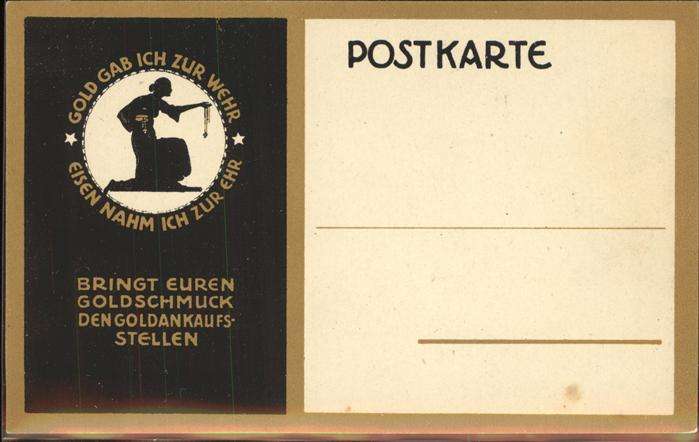 GOLD GAB ICH ZUR WEHR
EISEN NAHM ICH ZUR EHR
BRINGT EUREN
GOLDSCHMUCK
DEN GOLDANKAUFS-
STELLEN
POSTKARTE